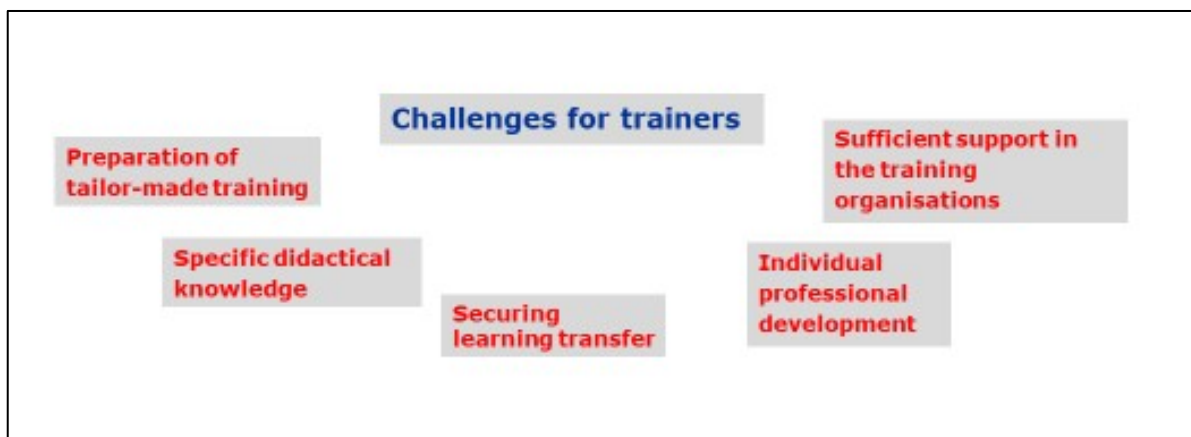 Challenges for trainers
Preparation of
tailor-made training
Specific didactical
knowledge
Securing
learning transfer
Individual
professional
development
Sufficient support in
the training
organisations